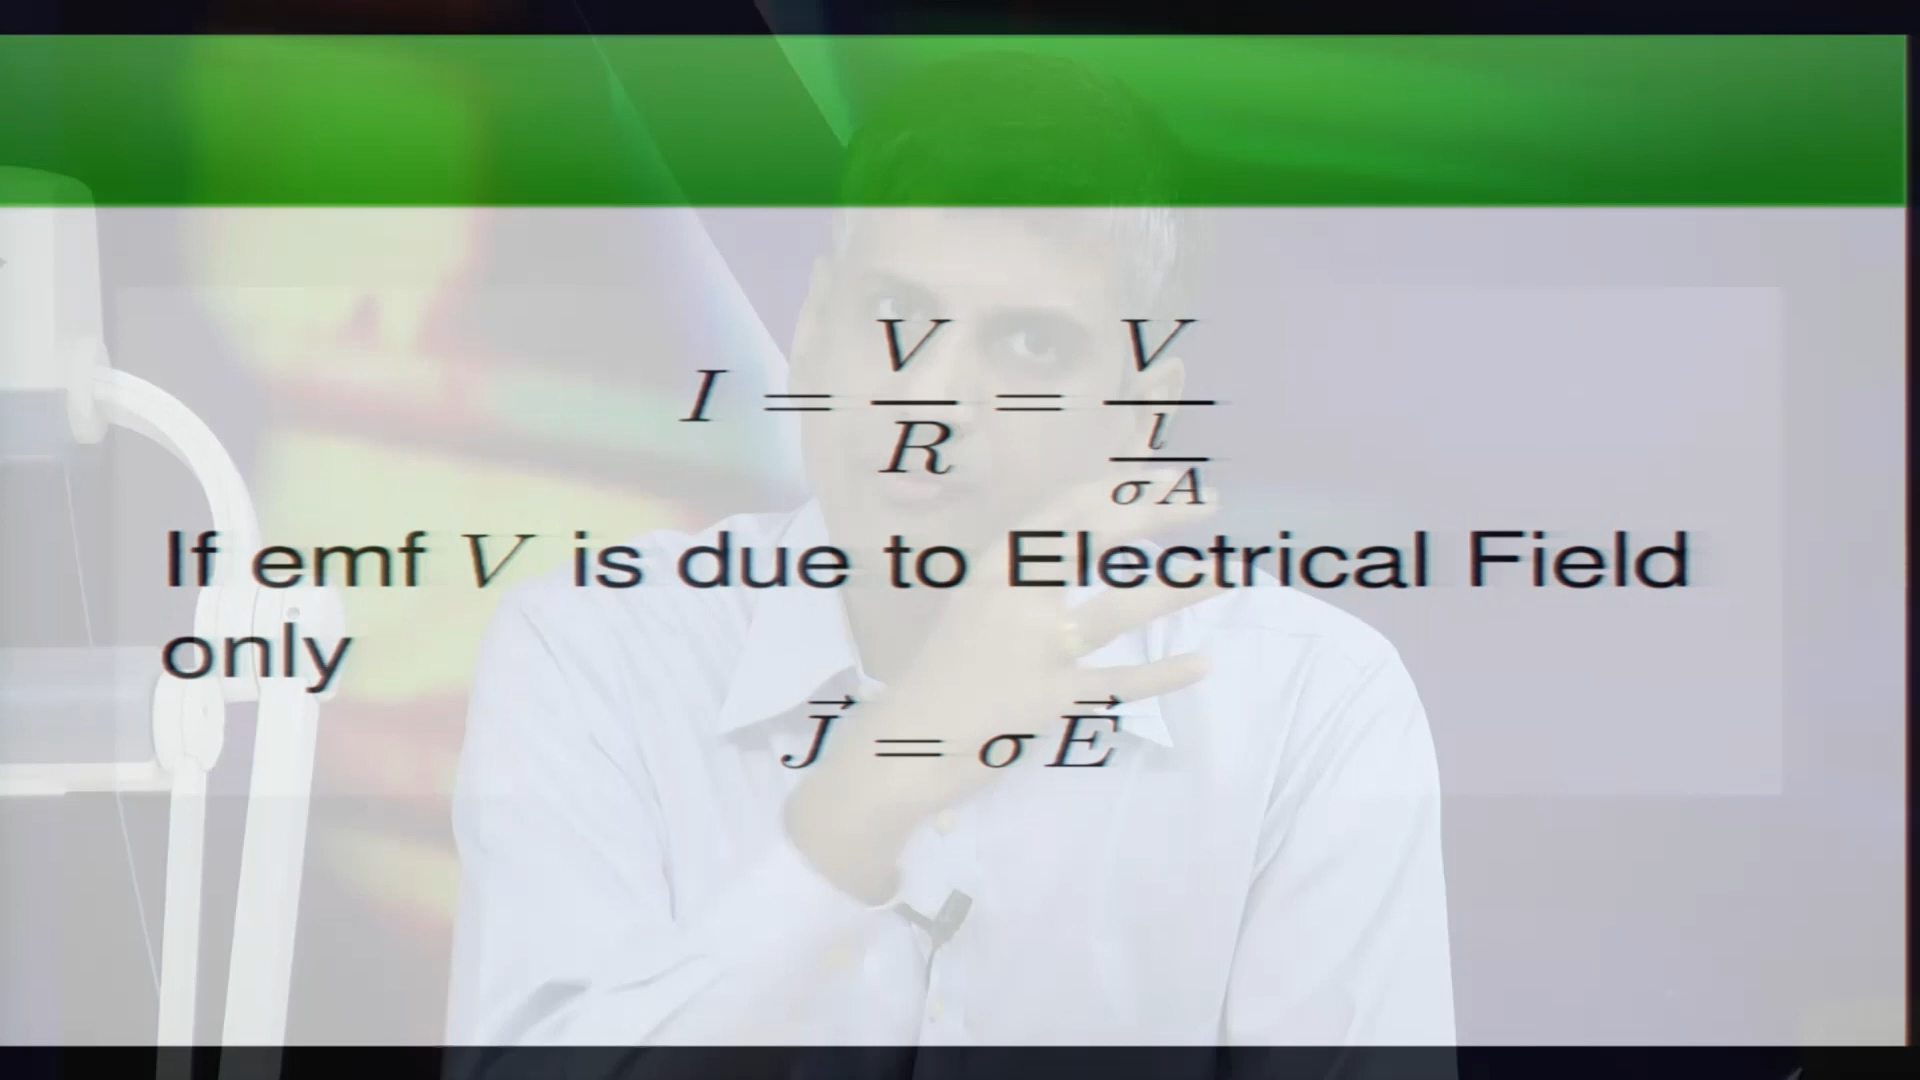 I = V/R = V/(l/(σA))
If emf V is due to Electrical Field
only
J⃗ = σE⃗